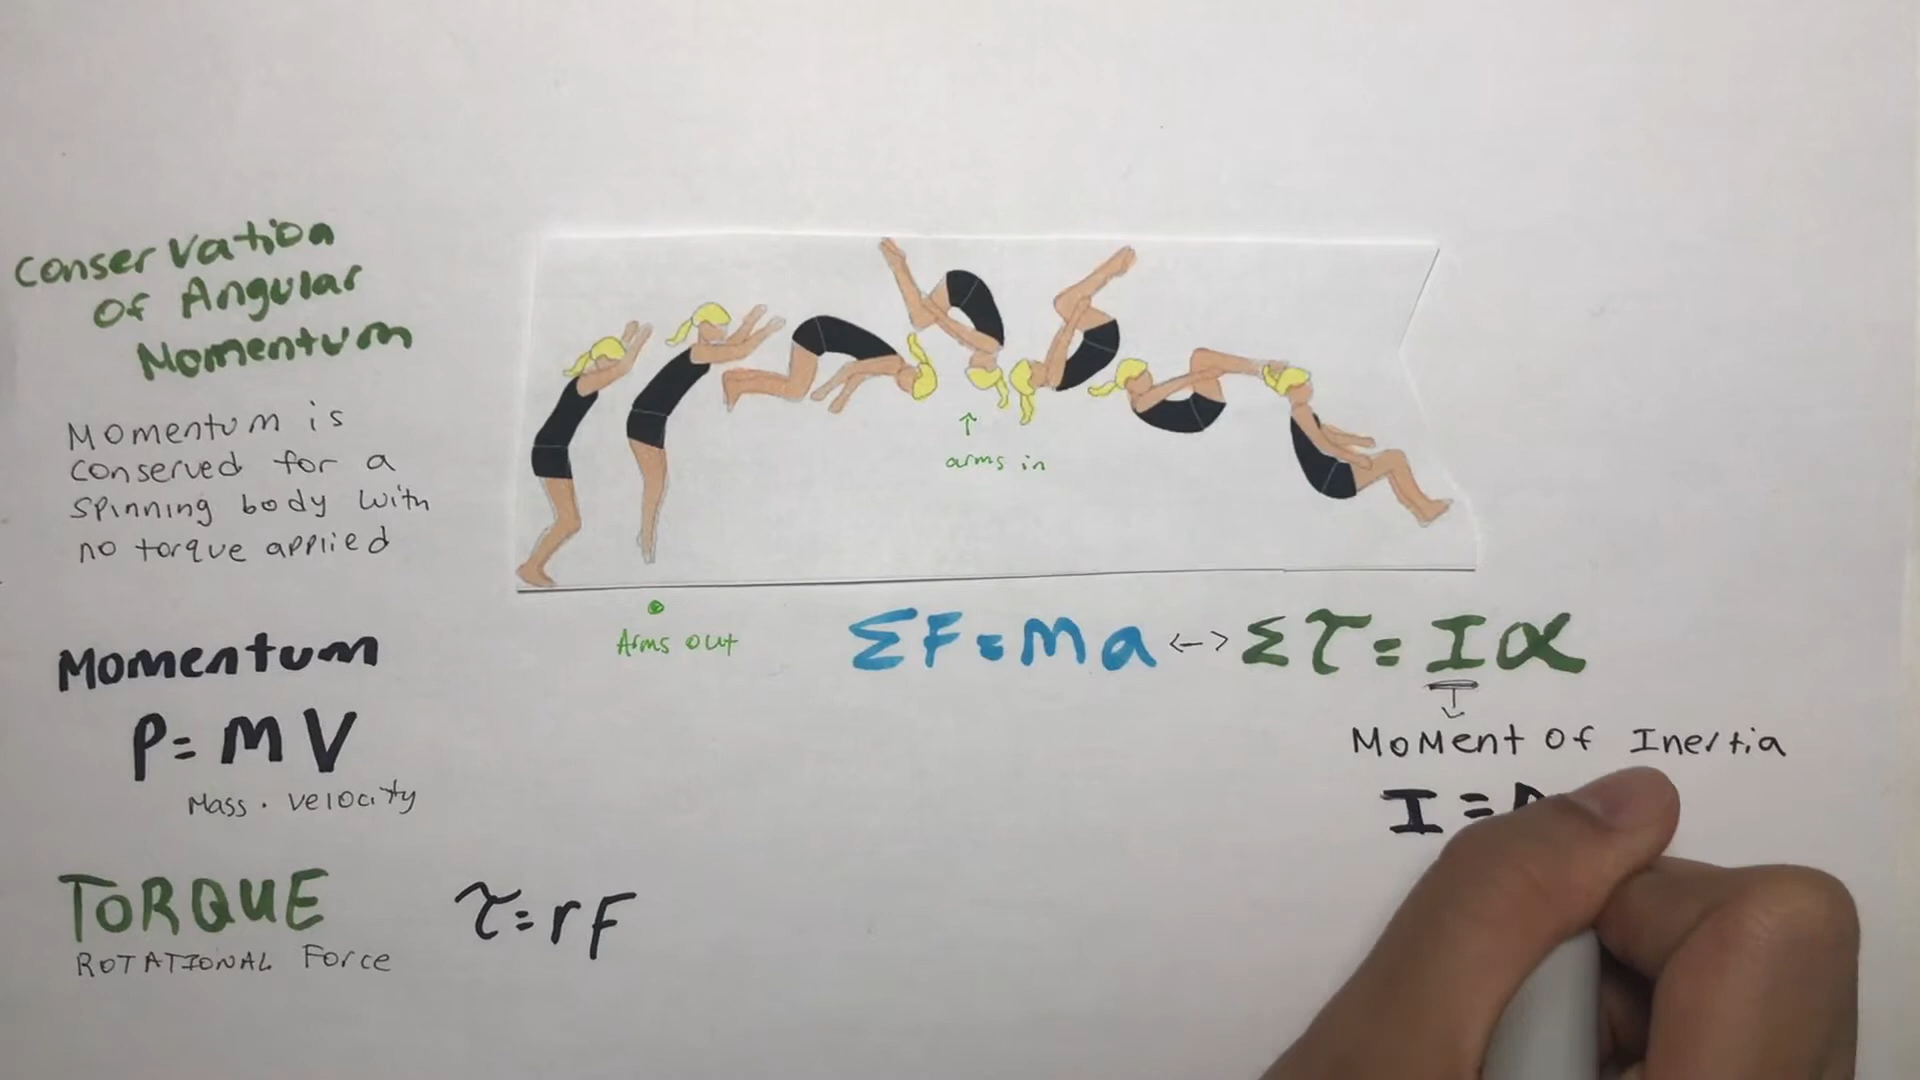 Conservation
Of Angular
Momentum
Momentum is
conserved for a
spinning body with
no torque applied
Momentum
P=MV
Mass . velocity
TORQUE
ROTATIONAL Force
τ=rF
↑
arms in
Arms out
ΣF=Ma <-> Στ=Iα
Moment Of Inertia
I =